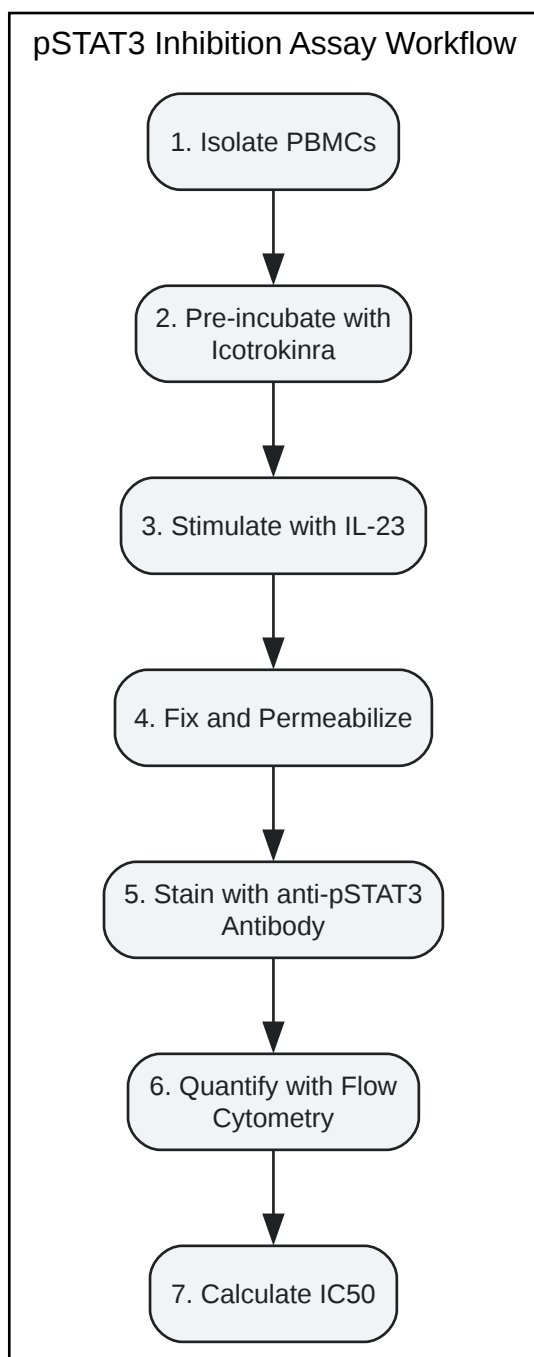 pSTAT3 Inhibition Assay Workflow
1. Isolate PBMCs
2. Pre-incubate with
Icotrokinra
3. Stimulate with IL-23
4. Fix and Permeabilize
5. Stain with anti-pSTAT3
Antibody
6. Quantify with Flow
Cytometry
7. Calculate IC50